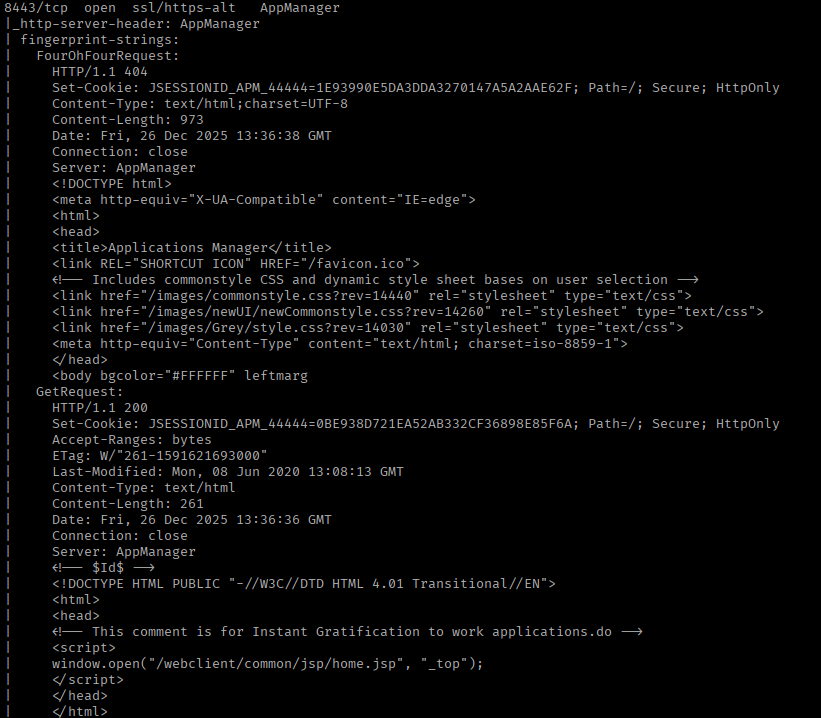 8443/tcp  open  ssl/https-alt   AppManager
|_http-server-header: AppManager
| fingerprint-strings:
|   FourOhFourRequest:
|     HTTP/1.1 404
|     Set-Cookie: JSESSIONID_APM_44444=1E93990E5DA3DDA3270147A5A2AAE62F; Path=/; Secure; HttpOnly
|     Content-Type: text/html;charset=UTF-8
|     Content-Length: 973
|     Date: Fri, 26 Dec 2025 13:36:38 GMT
|     Connection: close
|     Server: AppManager
|     <!DOCTYPE html>
|     <meta http-equiv="X-UA-Compatible" content="IE=edge">
|     <html>
|     <head>
|     <title>Applications Manager</title>
|     <link REL="SHORTCUT ICON" HREF="/favicon.ico">
|     <!-- Includes commonstyle CSS and dynamic style sheet bases on user selection -->
|     <link href="/images/commonstyle.css?rev=14440" rel="stylesheet" type="text/css">
|     <link href="/images/newUI/newCommonstyle.css?rev=14260" rel="stylesheet" type="text/css">
|     <link href="/images/Grey/style.css?rev=14030" rel="stylesheet" type="text/css">
|     <meta http-equiv="Content-Type" content="text/html; charset=iso-8859-1">
|     </head>
|     <body bgcolor="#FFFFFF" leftmarg
|   GetRequest:
|     HTTP/1.1 200
|     Set-Cookie: JSESSIONID_APM_44444=0BE938D721EA52AB332CF36898E85F6A; Path=/; Secure; HttpOnly
|     Accept-Ranges: bytes
|     ETag: W/"261-1591621693000"
|     Last-Modified: Mon, 08 Jun 2020 13:08:13 GMT
|     Content-Type: text/html
|     Content-Length: 261
|     Date: Fri, 26 Dec 2025 13:36:36 GMT
|     Connection: close
|     Server: AppManager
|     <!-- $Id$ -->
|     <!DOCTYPE HTML PUBLIC "-//W3C//DTD HTML 4.01 Transitional//EN">
|     <html>
|     <head>
|     <!-- This comment is for Instant Gratification to work applications.do -->
|     <script>
|     window.open("/webclient/common/jsp/home.jsp", "_top");
|     </script>
|     </head>
|     </html>